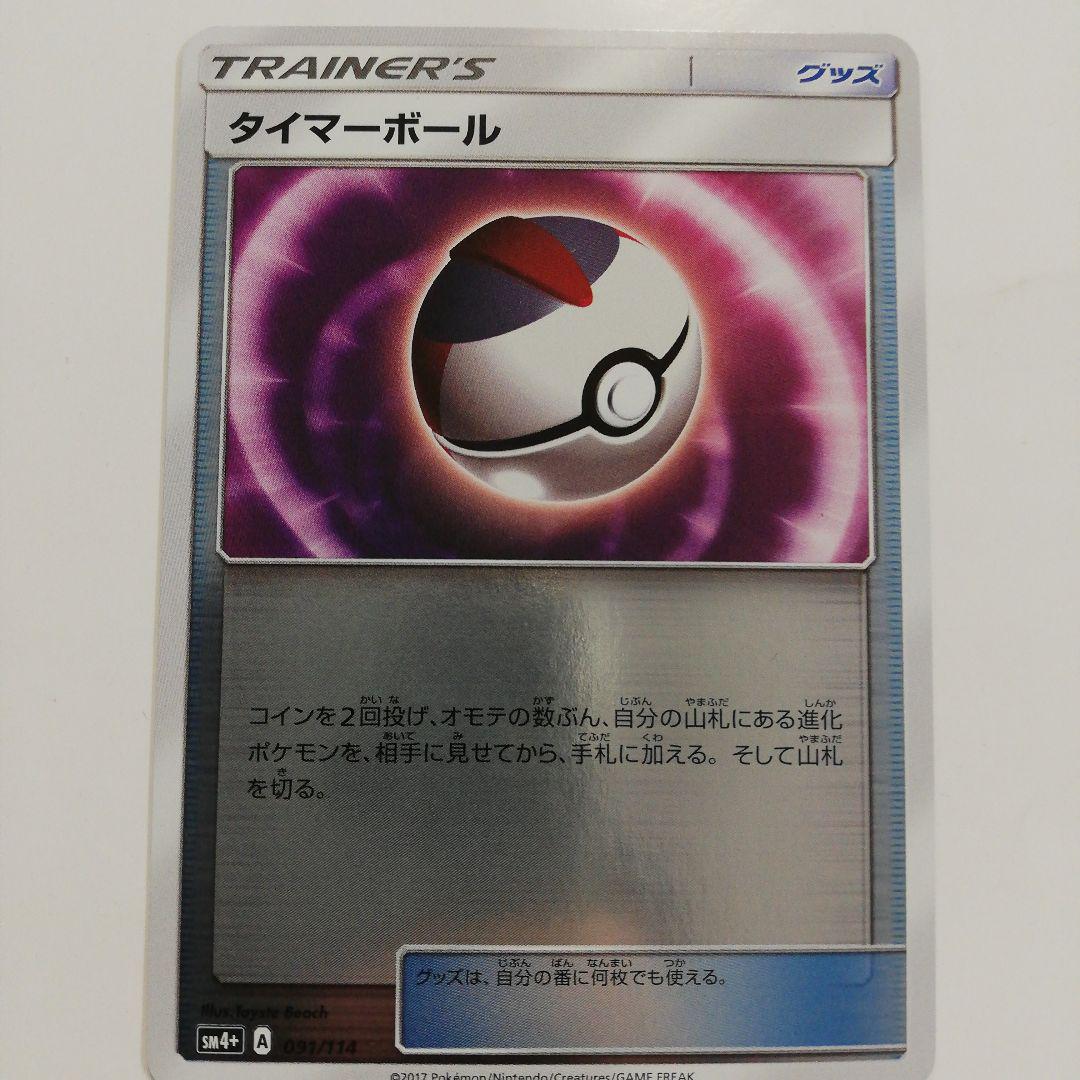 TRAINER'S
グッズ
タイマーボール
コインを2回投げ、オモテの数ぶん、自分の山札にある進化
ポケモンを、相手に見せてから、手札に加える。そして山札
を切る。
グッズは、自分の番に何枚でも使える。
Illus. Toyste Beach
SM4+ A 091/114
©2017 Pokémon/Nintendo/Creatures/GAME FREAK